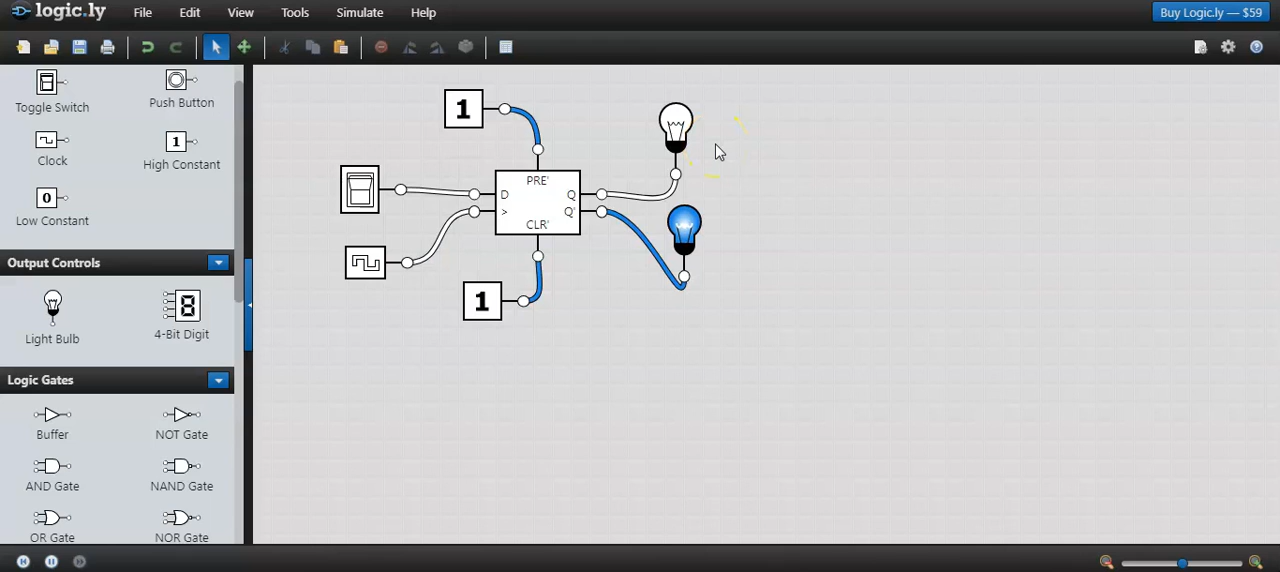 logic.ly
File Edit View Tools Simulate Help
Buy Logic.ly — $59
Toggle Switch
Push Button
1
Clock
High Constant
0
Low Constant
Output Controls
Light Bulb
8
4-Bit Digit
Logic Gates
Buffer
NOT Gate
AND Gate
NAND Gate
OR Gate
NOR Gate
1
PRE'
D Q
> Q'
CLR'
1